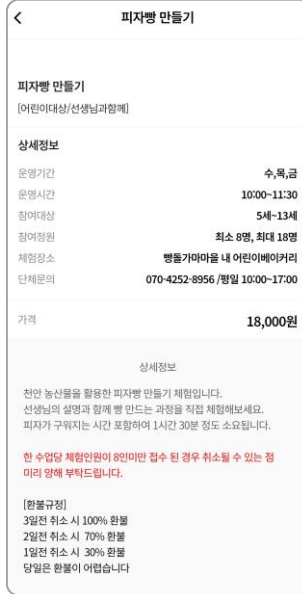 피자빵 만들기
피자빵 만들기
[어린이대상/선생님과함께]
상세정보
운영기간 수,목,금
운영시간 10:00~11:30
참여대상 5세~13세
참여정원 최소 8명, 최대 18명
체험장소 빵돌가마마을 내 어린이베이커리
단체문의 070-4252-8956 /평일 10:00~17:00
가격 18,000원
상세정보
천안 농산물을 활용한 피자빵 만들기 체험입니다.
선생님의 설명과 함께 빵 만드는 과정을 직접 체험해보세요.
피자가 구워지는 시간 포함하여 1시간 30분 정도 소요됩니다.
한 수업당 체험인원이 8인미만 접수 된 경우 취소될 수 있는 점
미리 양해 부탁드립니다.
[환불규정]
3일전 취소 시 100% 환불
2일전 취소 시 70% 환불
1일전 취소 시 30% 환불
당일은 환불이 어렵습니다